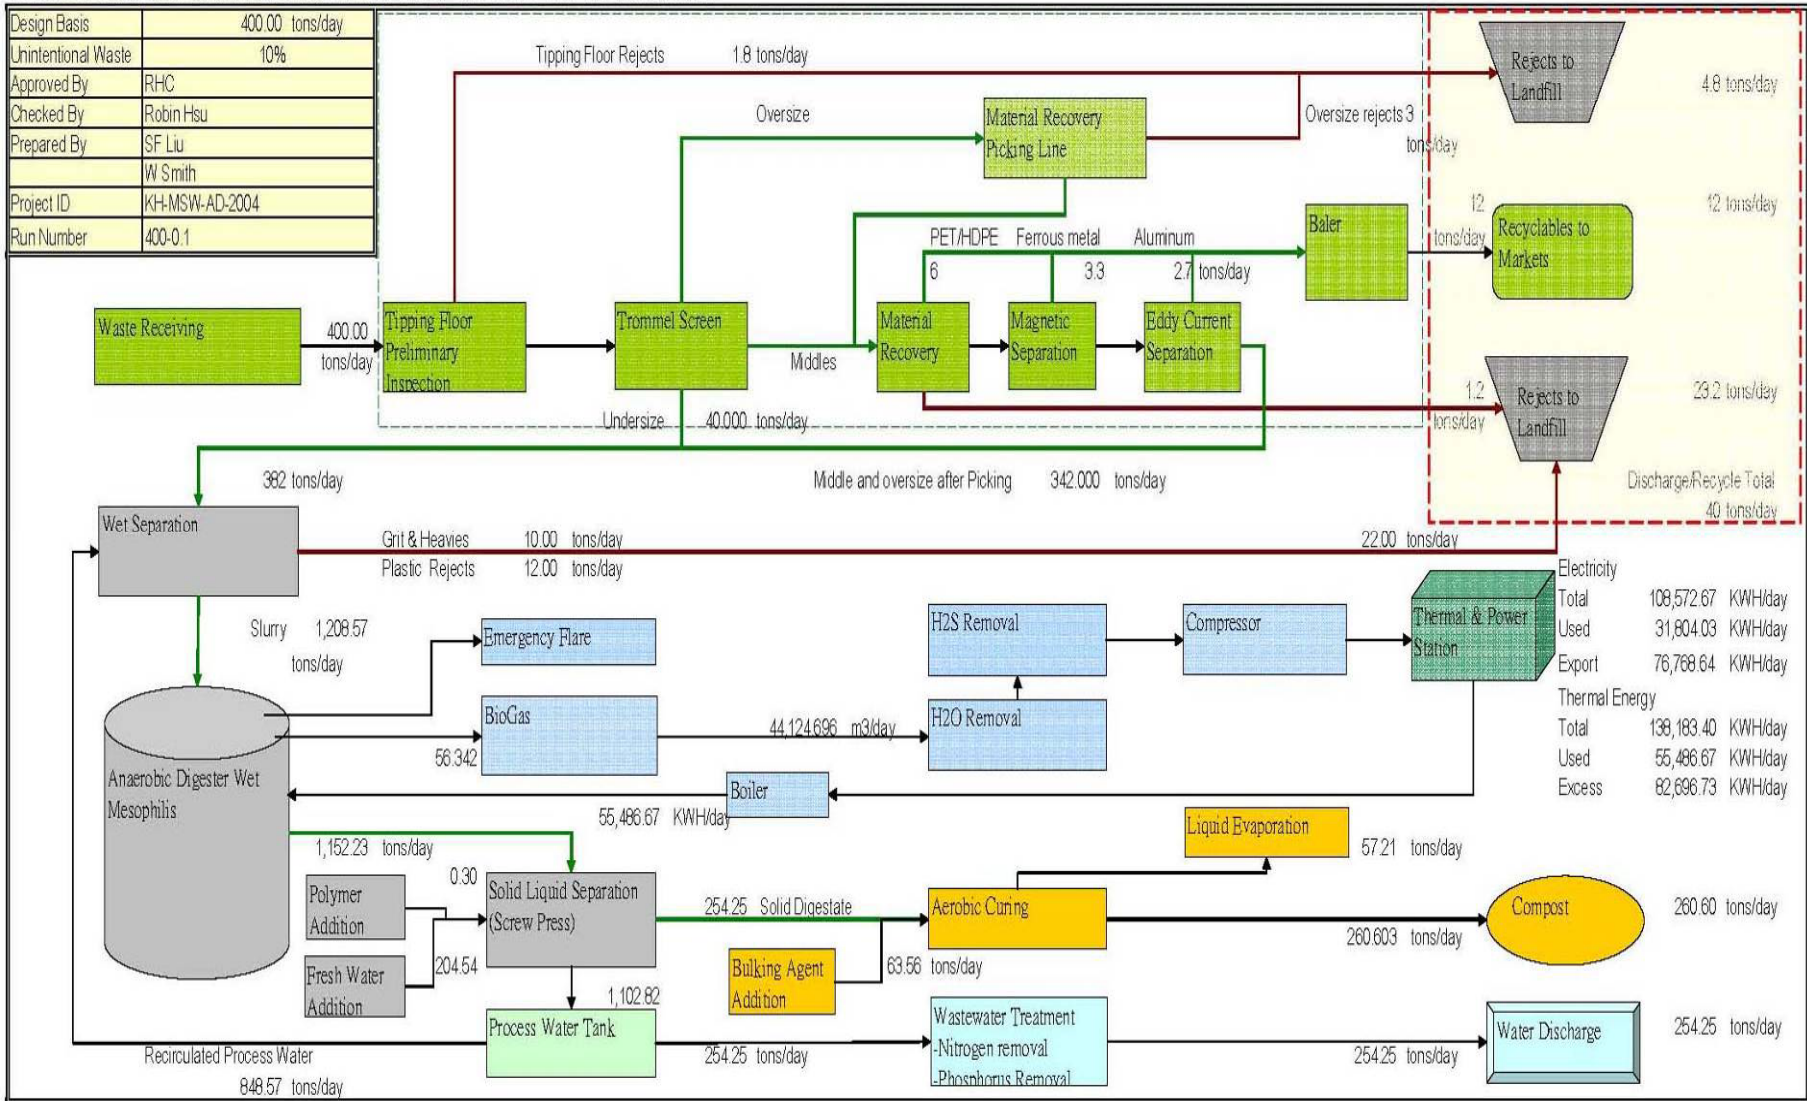 Design Basis 400.00 tons/day
Unintentional Waste 10%
Approved By RHC
Checked By Robin Hsu
Prepared By SF Liu
W Smith
Project ID KH-MSW-AD-2004
Run Number 400-0.1
Tipping Floor Rejects 1.8 tons/day
Oversize
Material Recovery
Picking Line
Oversize rejects 3
tons/day
Rejects to
Landfill
4.8 tons/day
PET/HDPE Ferrous metal Aluminum
6 3.3 2.7 tons/day
Baler
12
tons/day
Recyclables to
Markets
12 tons/day
Waste Receiving
400.00
tons/day
Tipping Floor
Preliminary
Inspection
Trommel Screen
Middles
Material
Recovery
Magnetic
Separation
Eddy Current
Separation
1.2
tons/day
Rejects to
Landfill
23.2 tons/day
Undersize 40.000 tons/day
382 tons/day
Middle and oversize after Picking 342.000 tons/day
Discharge/Recycle Total
40 tons/day
Wet Separation
Grit & Heavies 10.00 tons/day
Plastic Rejects 12.00 tons/day
22.00 tons/day
Slurry 1,208.57
tons/day
Emergency Flare
H2S Removal
Compressor
Thermal & Power
Station
Electricity
Total 108,572.67 KWH/day
Used 31,804.03 KWH/day
Export 76,768.64 KWH/day
Thermal Energy
Total 138,183.40 KWH/day
Used 55,486.67 KWH/day
Excess 82,696.73 KWH/day
BioGas
56.342
44,124.696 m3/day
H2O Removal
Anaerobic Digester Wet
Mesophilis
Boiler
55,486.67 KWH/day
Liquid Evaporation
57.21 tons/day
1,152.23 tons/day
0.30
Polymer
Addition
Solid Liquid Separation
(Screw Press)
254.25 Solid Digestate
Aerobic Curing
260.603 tons/day
Compost
260.60 tons/day
Fresh Water
Addition
204.54
Bulking Agent
Addition
63.56 tons/day
1,102.82
Process Water Tank
254.25 tons/day
Wastewater Treatment
-Nitrogen removal
-Phosphorus Removal
254.25 tons/day
Water Discharge
254.25 tons/day
Recirculated Process Water
848.57 tons/day